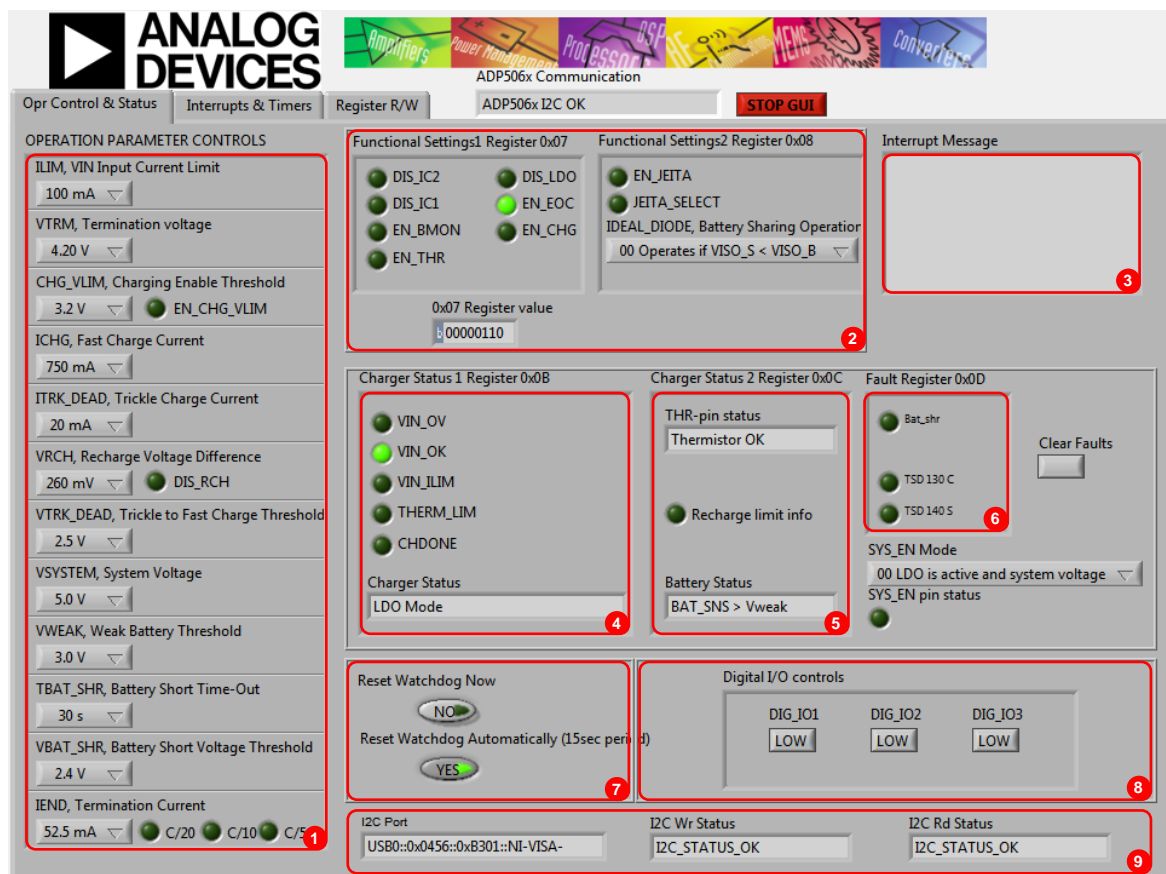 ANALOG
DEVICES
Amplifiers
Power Management
Processors
DSP
RF
MEMS
Converters
ADP506x Communication
ADP506x I2C OK
STOP GUI
Opr Control & Status
Interrupts & Timers
Register R/W
OPERATION PARAMETER CONTROLS
ILIM, VIN Input Current Limit
100 mA
VTRM, Termination voltage
4.20 V
CHG_VLIM, Charging Enable Threshold
3.2 V EN_CHG_VLIM
ICHG, Fast Charge Current
750 mA
ITRK_DEAD, Trickle Charge Current
20 mA
VRCH, Recharge Voltage Difference
260 mV DIS_RCH
VTRK_DEAD, Trickle to Fast Charge Threshold
2.5 V
VSYSTEM, System Voltage
5.0 V
VWEAK, Weak Battery Threshold
3.0 V
TBAT_SHR, Battery Short Time-Out
30 s
VBAT_SHR, Battery Short Voltage Threshold
2.4 V
IEND, Termination Current
52.5 mA C/20 C/10 C/5
1
Functional Settings1 Register 0x07
DIS_IC2 DIS_LDO
DIS_IC1 EN_EOC
EN_BMON EN_CHG
EN_THR
0x07 Register value
b 00000110
Functional Settings2 Register 0x08
EN_JEITA
JEITA_SELECT
IDEAL_DIODE, Battery Sharing Operation
00 Operates if VISO_S < VISO_B
2
Interrupt Message
3
Charger Status 1 Register 0x0B
VIN_OV
VIN_OK
VIN_ILIM
THERM_LIM
CHDONE
Charger Status
LDO Mode
4
Charger Status 2 Register 0x0C
THR-pin status
Thermistor OK
Recharge limit info
Battery Status
BAT_SNS > Vweak
5
Fault Register 0x0D
Bat_shr
TSD 130 C
TSD 140 S
6
Clear Faults
SYS_EN Mode
00 LDO is active and system voltage
SYS_EN pin status
Reset Watchdog Now
NO
Reset Watchdog Automatically (15sec period)
YES
7
Digital I/O controls
DIG_IO1 DIG_IO2 DIG_IO3
LOW LOW LOW
8
I2C Port
USB0::0x0456::0xB301::NI-VISA-
I2C Wr Status
I2C_STATUS_OK
I2C Rd Status
I2C_STATUS_OK
9